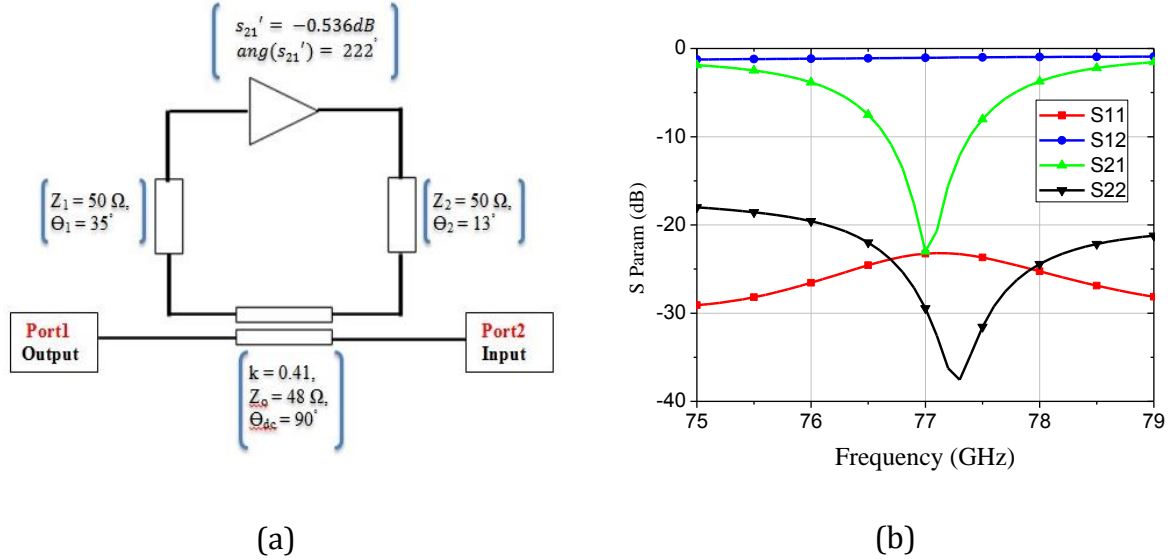 s₂₁′ = −0.536dB
ang(s₂₁′) = 222°
Z₁ = 50 Ω,
Θ₁ = 35°
Z₂ = 50 Ω,
Θ₂ = 13°
Port1
Output
Port2
Input
k = 0.41,
Zₒ = 48 Ω,
Θdc = 90°
(a)
S Param (dB)
0
-10
-20
-30
-40
S11
S12
S21
S22
75 76 77 78 79
Frequency (GHz)
(b)